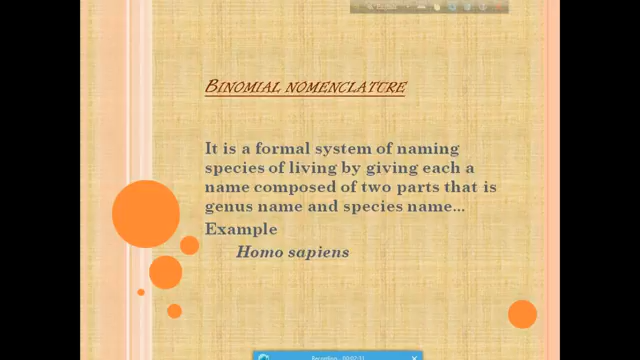 BINOMIAL NOMENCLATURE
It is a formal system of naming
species of living by giving each a
name composed of two parts that is
genus name and species name...
Example
Homo sapiens